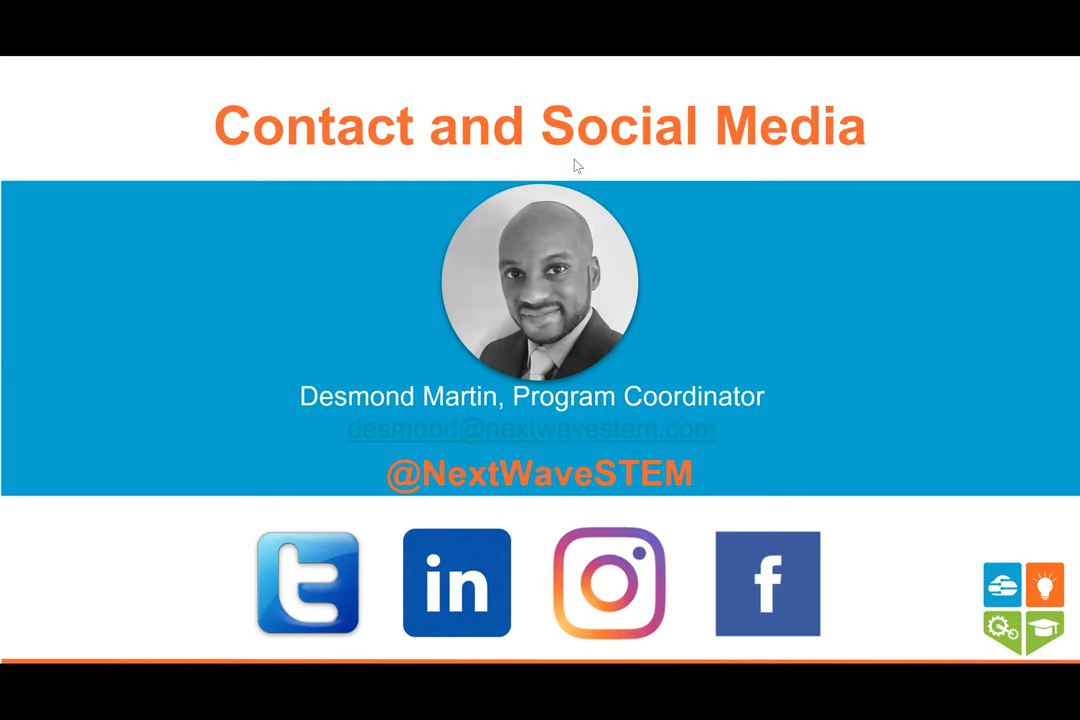 Contact and Social Media
Desmond Martin, Program Coordinator
desmond@nextwavestem.com
@NextWaveSTEM